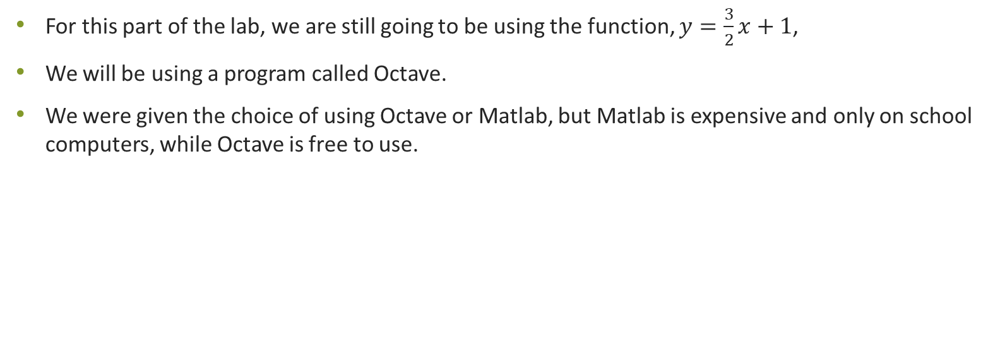 • For this part of the lab, we are still going to be using the function, y = 3/2 x + 1,
• We will be using a program called Octave.
• We were given the choice of using Octave or Matlab, but Matlab is expensive and only on school
computers, while Octave is free to use.